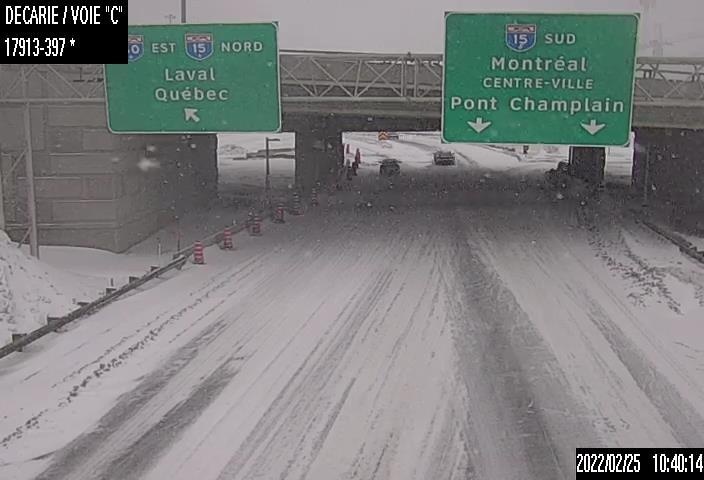 DECARIE / VOIE "C"
17913-397 *
EST 15 NORD
Laval
Québec
15 SUD
Montréal
CENTRE-VILLE
Pont Champlain
2022/02/25 10:40:14